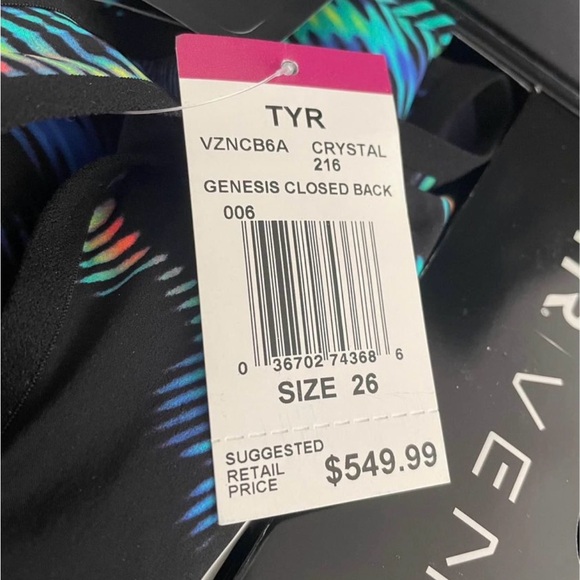 TYR
VZNCB6A CRYSTAL
216
GENESIS CLOSED BACK
006
0 36702 74368 6
SIZE 26
SUGGESTED
RETAIL
PRICE
$549.99